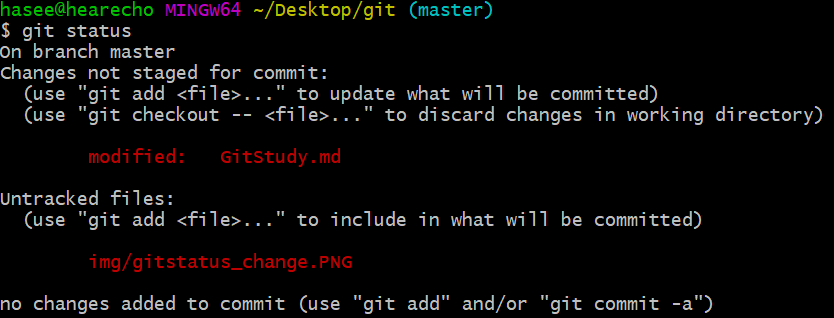 hasee@hearecho MINGW64 ~/Desktop/git (master)
$ git status
On branch master
Changes not staged for commit:
  (use "git add <file>..." to update what will be committed)
  (use "git checkout -- <file>..." to discard changes in working directory)
        modified:   GitStudy.md
Untracked files:
  (use "git add <file>..." to include in what will be committed)
        img/gitstatus_change.PNG
no changes added to commit (use "git add" and/or "git commit -a")